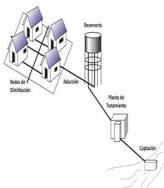 Reservorio
Redes de
Distribución
Aducción
Planta de
Tratamiento
Captación